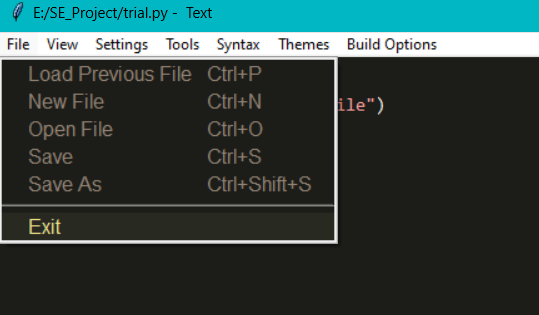 E:/SE_Project/trial.py - Text
File View Settings Tools Syntax Themes Build Options
Load Previous File Ctrl+P
New File Ctrl+N
ile")
Open File Ctrl+O
Save Ctrl+S
Save As Ctrl+Shift+S
Exit